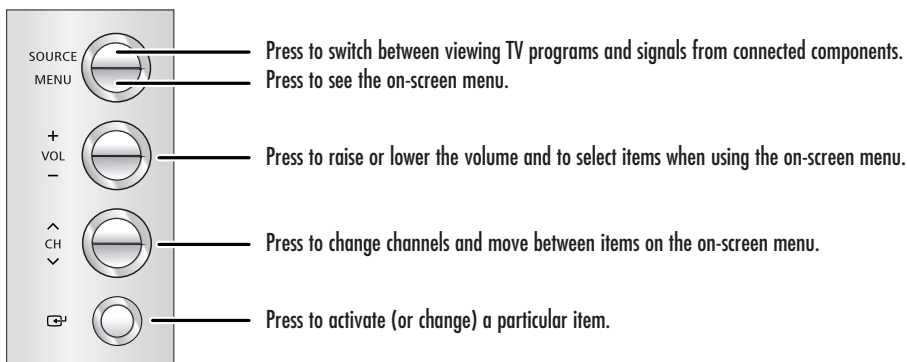 SOURCE
Press to switch between viewing TV programs and signals from connected components.
MENU
Press to see the on-screen menu.
+
VOL
−
Press to raise or lower the volume and to select items when using the on-screen menu.
CH
Press to change channels and move between items on the on-screen menu.
Press to activate (or change) a particular item.